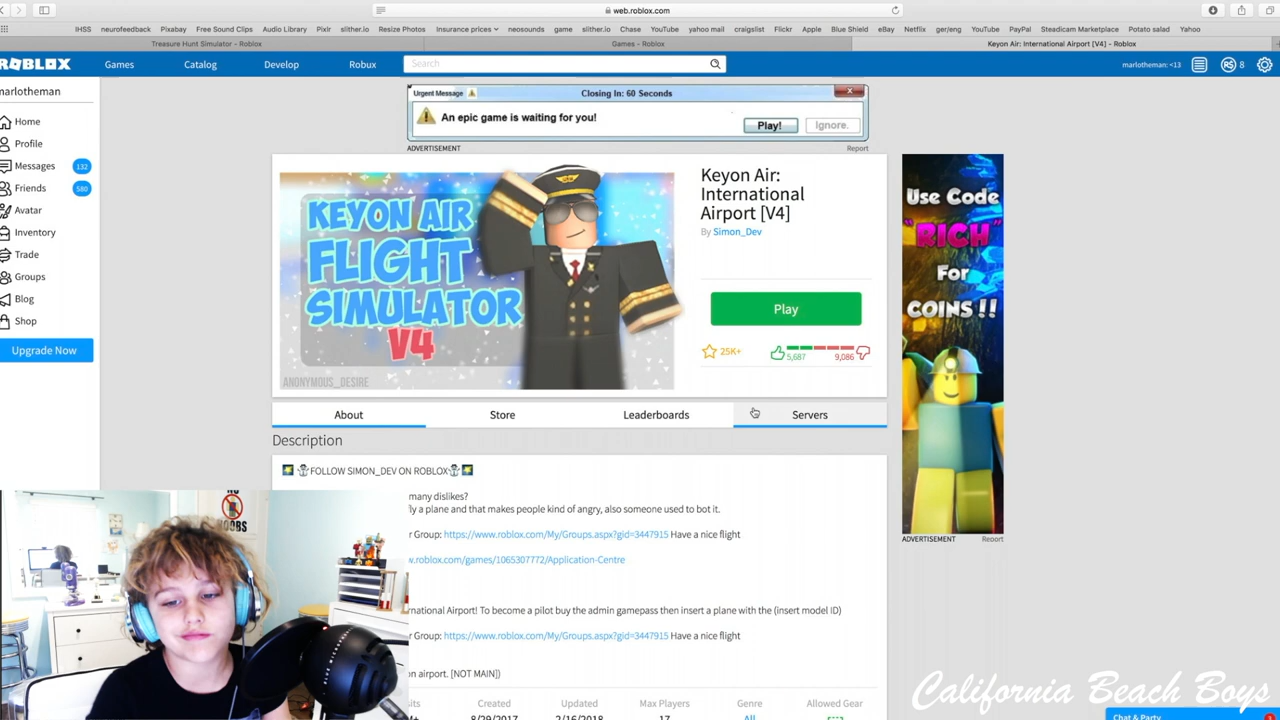 web.roblox.com
IHSS neurofeedback Pixabay Free Sound Clips Audio Library Pixlr slither.io Resize Photos Insurance prices neosounds game slither.io Chase YouTube yahoo mail craigslist Flickr Apple Blue Shield eBay Netflix ger/eng YouTube PayPal Steadicam Marketplace Potato salad Yahoo
Treasure Hunt Simulator - Roblox Games - Roblox Keyon Air: International Airport [V4] - Roblox
ROBLOX Games Catalog Develop Robux Search marlotheman: <13 R$ 8
marlotheman
Home
Profile
Messages 132
Friends 580
Avatar
Inventory
Trade
Groups
Blog
Shop
Upgrade Now
Urgent Message Closing In: 60 Seconds X
An epic game is waiting for you!
Play! Ignore.
ADVERTISEMENT Report
KEYON AIR
FLIGHT
SIMULATOR
V4
ANONYMOUS_DESIRE
Keyon Air:
International
Airport [V4]
By Simon_Dev
Play
25K+ 5,687 9,086
Use Code
"RICH"
For
COINS !!
ADVERTISEMENT Report
About Store Leaderboards Servers
Description
FOLLOW SIMON_DEV ON ROBLOX
many dislikes?
ly a plane and that makes people kind of angry, also someone used to bot it.
r Group: https://www.roblox.com/My/Groups.aspx?gid=3447915 Have a nice flight
w.roblox.com/games/1065307772/Application-Centre
rnational Airport! To become a pilot buy the admin gamepass then insert a plane with the (insert model ID)
r Group: https://www.roblox.com/My/Groups.aspx?gid=3447915 Have a nice flight
n airport. [NOT MAIN])
Created Updated Max Players Genre Allowed Gear
8/29/2017 2/16/2018 17 All
NO
NOOBS
California Beach Boys
Chat & Party